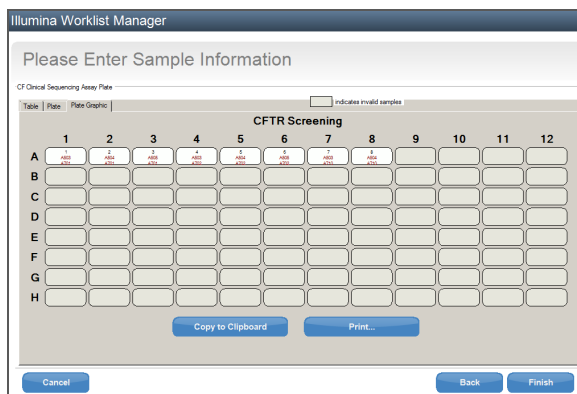 Illumina Worklist Manager
Please Enter Sample Information
CF Clinical Sequencing Assay Plate
Table Plate Plate Graphic
indicates invalid samples
CFTR Screening
1 2 3 4 5 6 7 8 9 10 11 12
A
1 2 3 4 5 6 7 8
B
C
D
E
F
G
H
Copy to Clipboard Print...
Cancel Back Finish